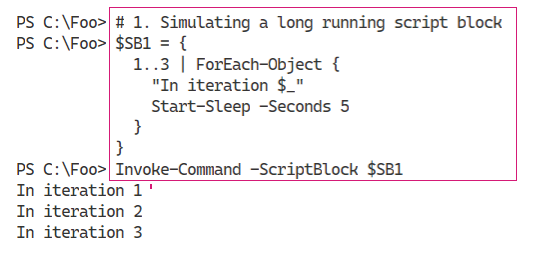 PS C:\Foo> # 1. Simulating a long running script block
PS C:\Foo> $SB1 = {
1..3 | ForEach-Object {
"In iteration $_"
Start-Sleep -Seconds 5
}
}
PS C:\Foo> Invoke-Command -ScriptBlock $SB1
In iteration 1
In iteration 2
In iteration 3